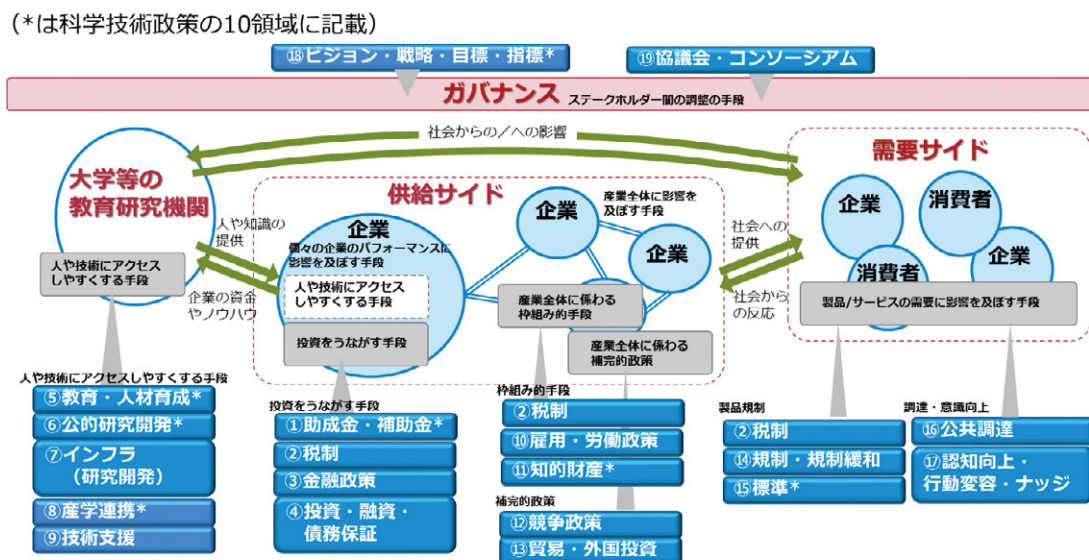 (*は科学技術政策の10領域に記載)
⑱ビジョン・戦略・目標・指標*
⑲協議会・コンソーシアム
ガバナンス ステークホルダー間の調整の手段
社会からの/への影響
大学等の
教育研究機関
人や技術にアクセス
しやすくする手段
人や知識の
提供
企業の資金
やノウハウ
供給サイド
企業
個々の企業のパフォーマンスに
影響を及ぼす手段
人や技術にアクセス
しやすくする手段
投資をうながす手段
企業
産業全体に影響を
及ぼす手段
企業
産業全体に係わる
枠組み的手段
産業全体に係わる
補完的政策
社会への
提供
社会から
の反応
需要サイド
企業
消費者
消費者
企業
製品/サービスの需要に影響を及ぼす手段
人や技術にアクセスしやすくする手段
⑤教育・人材育成*
⑥公的研究開発*
⑦インフラ
(研究開発)
⑧産学連携*
⑨技術支援
投資をうながす手段
①助成金・補助金*
②税制
③金融政策
④投資・融資・
債務保証
枠組み的手段
②税制
⑩雇用・労働政策
⑪知的財産*
補完的政策
⑫競争政策
⑬貿易・外国投資
製品規制
②税制
⑭規制・規制緩和
⑮標準*
調達・意識向上
⑯公共調達
⑰認知向上・
行動変容・ナッジ